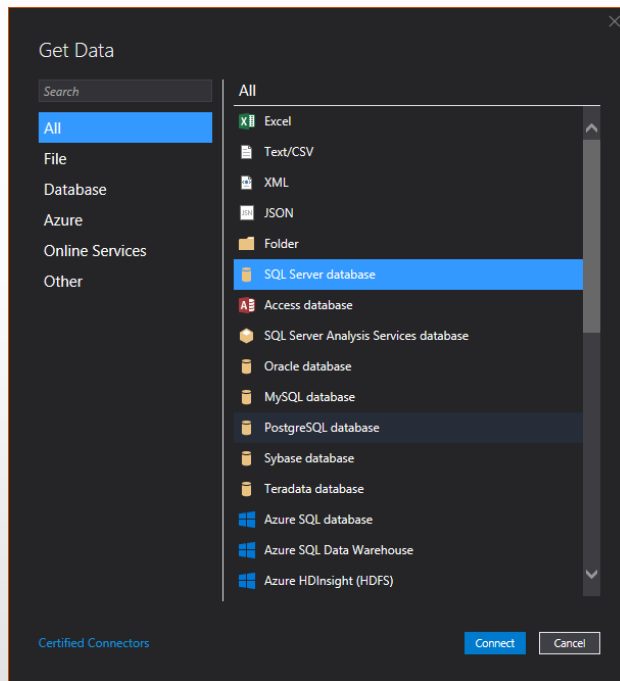 Get Data
Search
All
File
Database
Azure
Online Services
Other
All
Excel
Text/CSV
XML
JSON
Folder
SQL Server database
Access database
SQL Server Analysis Services database
Oracle database
MySQL database
PostgreSQL database
Sybase database
Teradata database
Azure SQL database
Azure SQL Data Warehouse
Azure HDInsight (HDFS)
Certified Connectors
Connect
Cancel